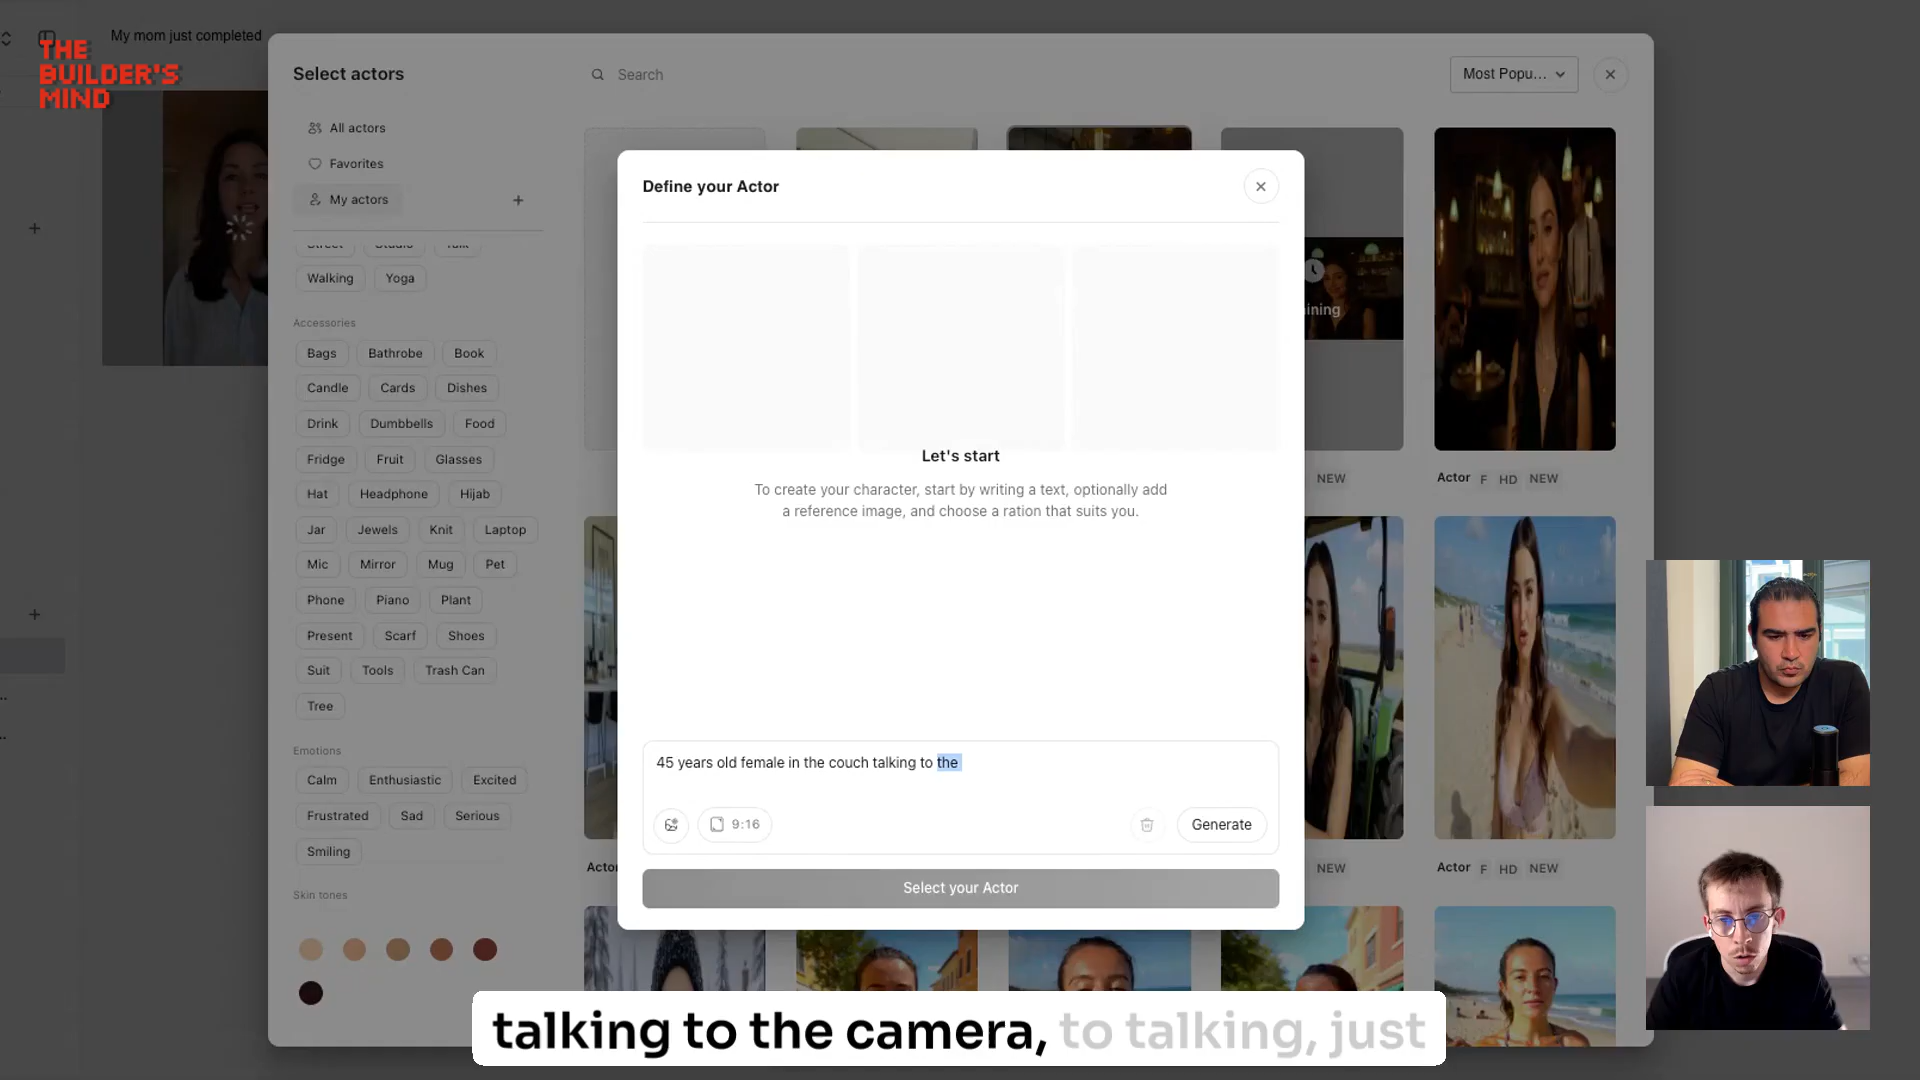 My mom just completed
THE
BUILDER'S
MIND
Select actors
Search
Most Popu...
All actors
Favorites
My actors
Street Studio Talk
Walking Yoga
Accessories
Bags Bathrobe Book
Candle Cards Dishes
Drink Dumbbells Food
Fridge Fruit Glasses
Hat Headphone Hijab
Jar Jewels Knit Laptop
Mic Mirror Mug Pet
Phone Piano Plant
Present Scarf Shoes
Suit Tools Trash Can
Tree
Emotions
Calm Enthusiastic Excited
Frustrated Sad Serious
Smiling
Skin tones
Define your Actor
Let's start
To create your character, start by writing a text, optionally add
a reference image, and choose a ration that suits you.
45 years old female in the couch talking to the
9:16
Generate
Select your Actor
ining
NEW
Actor F HD NEW
Actor
NEW
Actor F HD NEW
talking to the camera, to talking, just